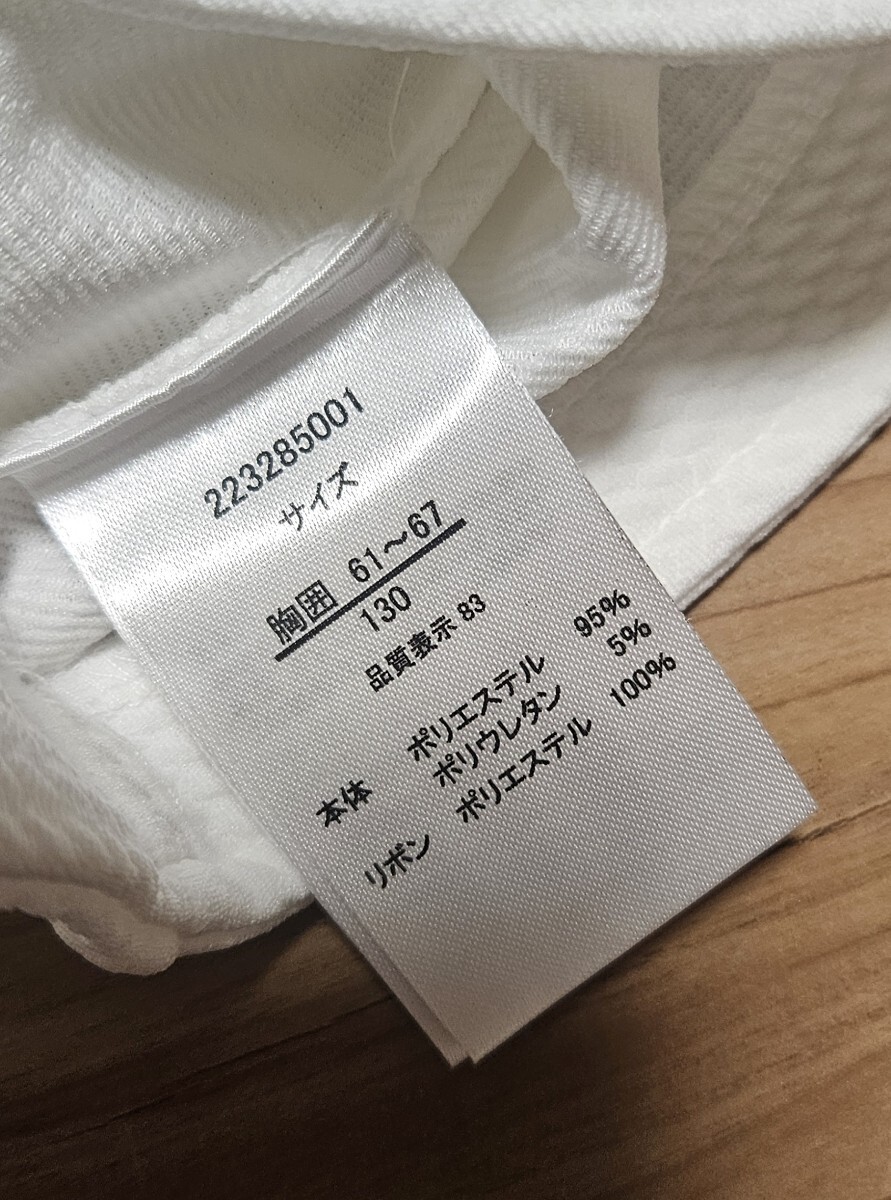 223285001
サイズ
胸囲 61～67
130
品質表示 83
本体 ポリエステル 95%
ポリウレタン 5%
リボン ポリエステル 100%